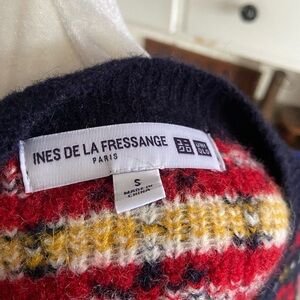 INES DE LA FRESSANGE
PARIS
UNI
QLO
S
MADE IN
CHINA